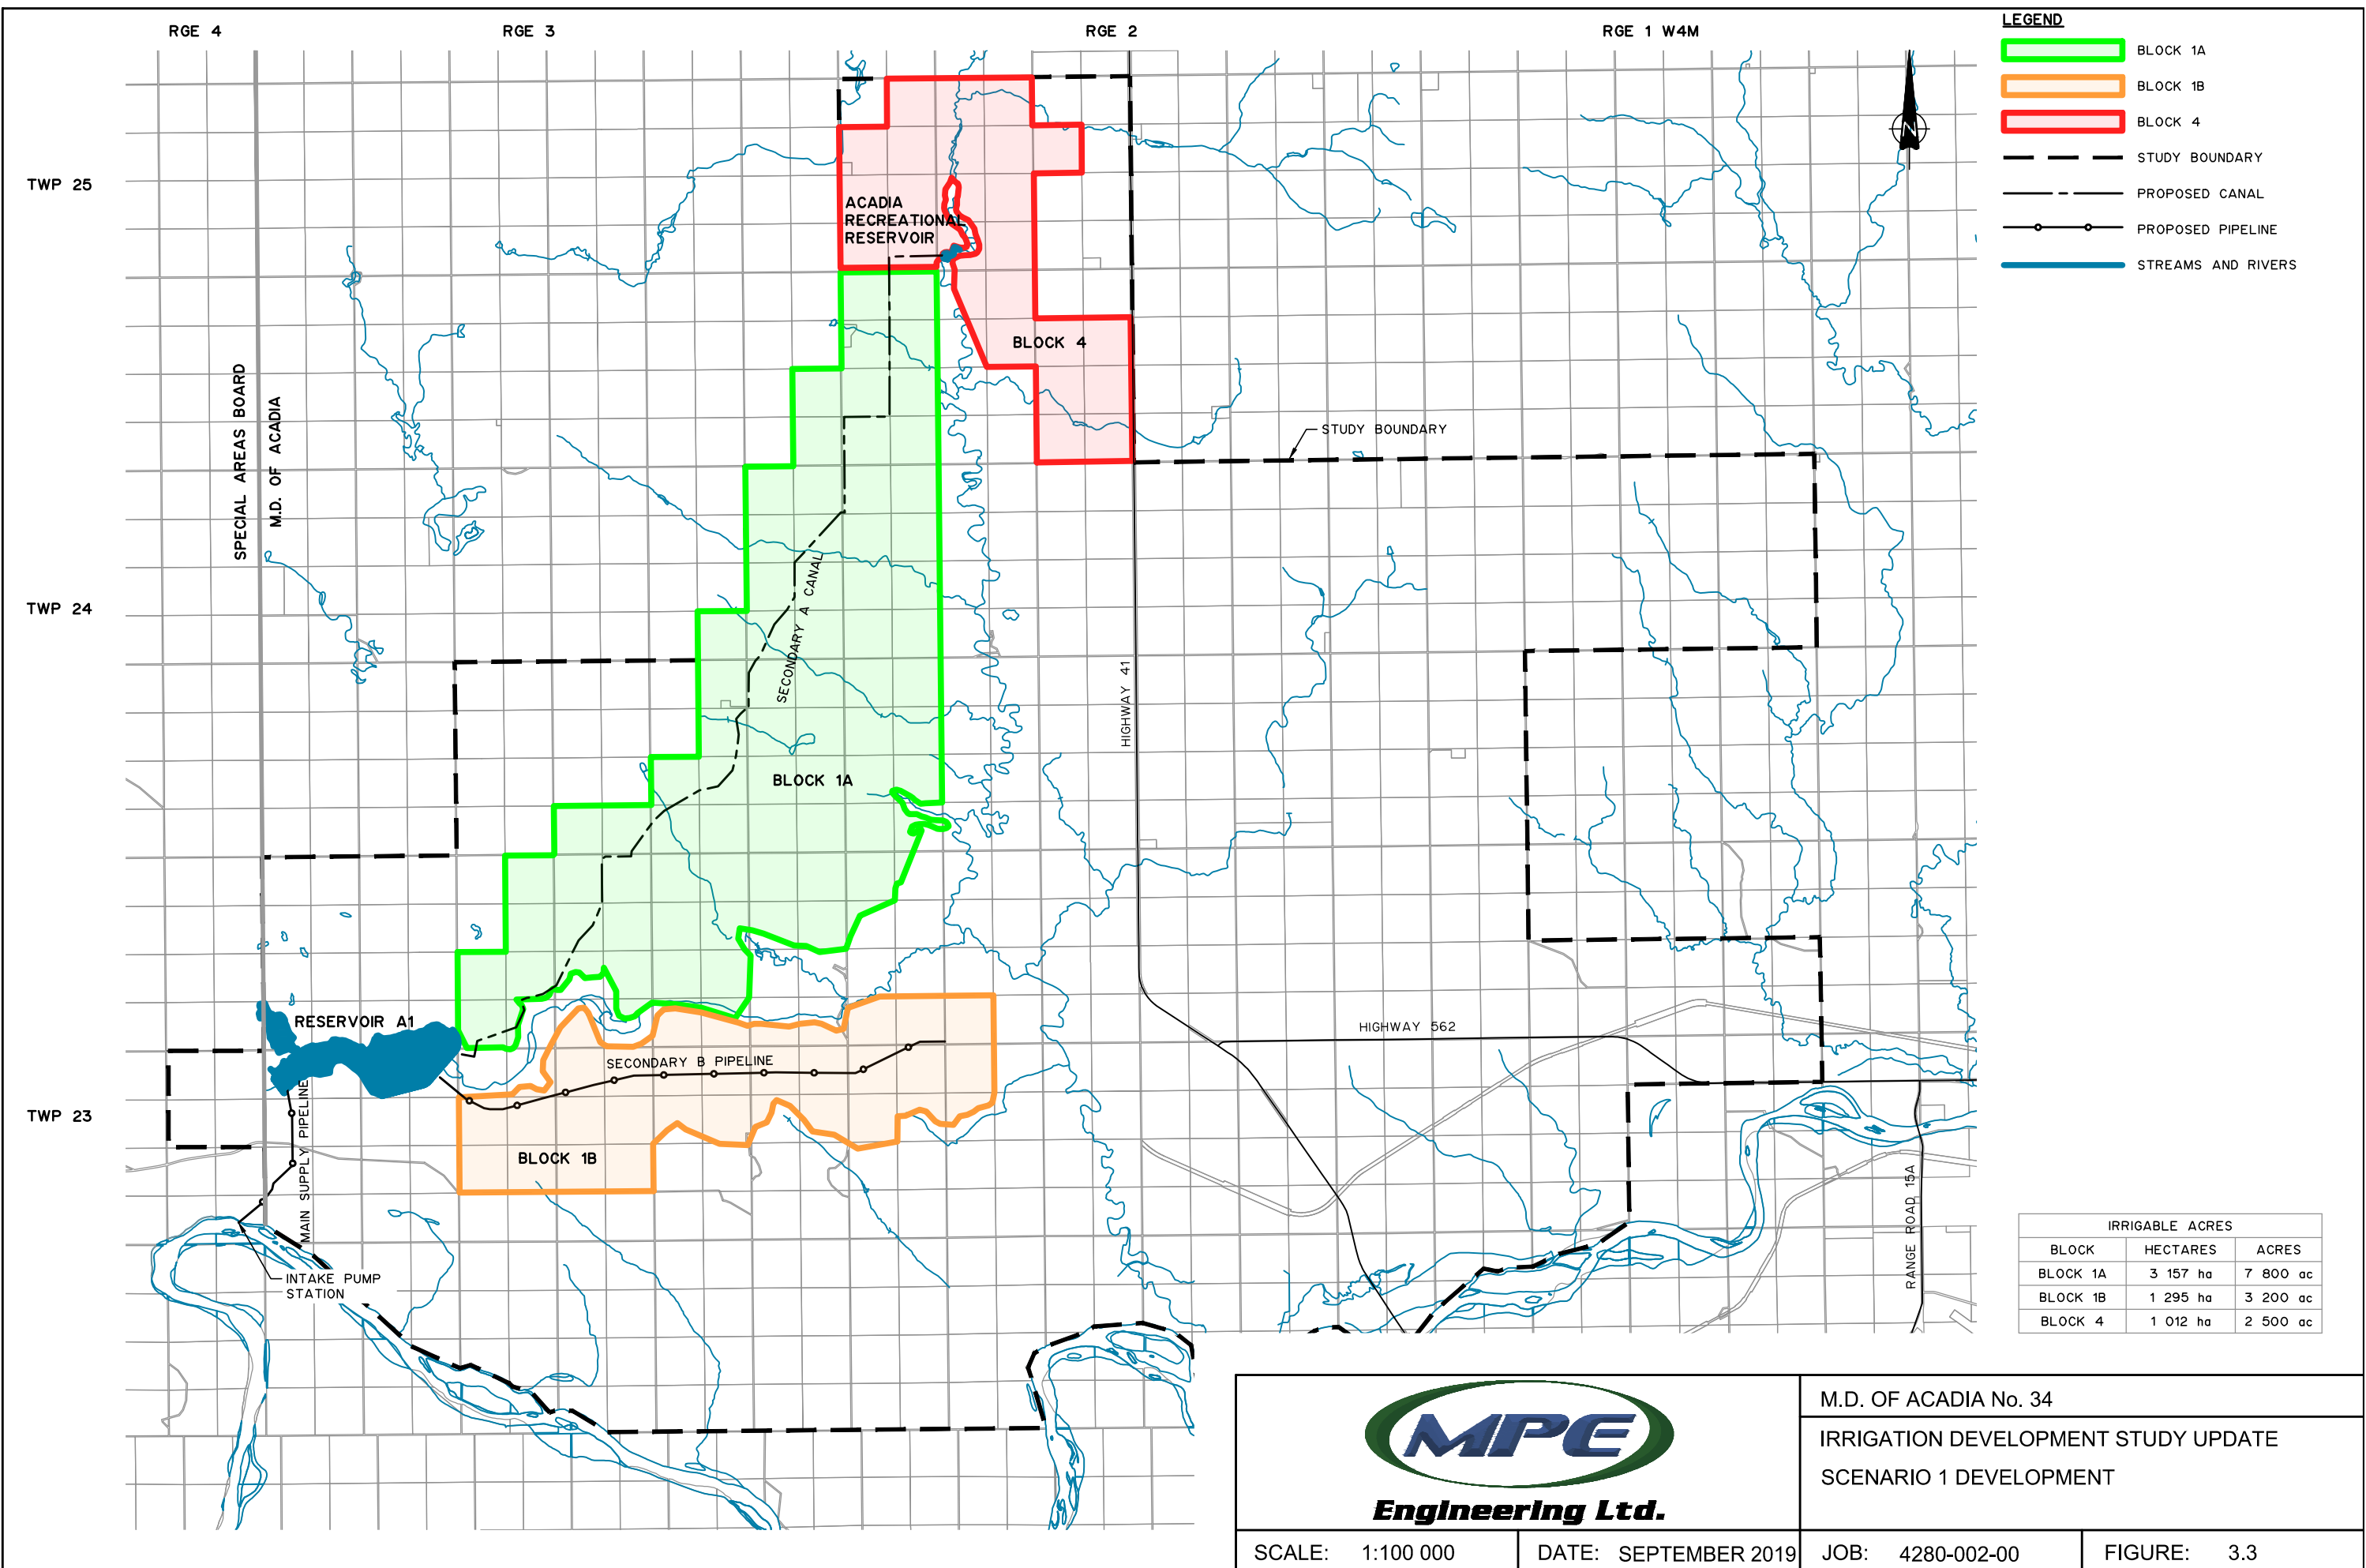 RGE 4
RGE 3
RGE 2
RGE 1 W4M
LEGEND
BLOCK 1A
BLOCK 1B
BLOCK 4
STUDY BOUNDARY
PROPOSED CANAL
PROPOSED PIPELINE
STREAMS AND RIVERS
N
TWP 25
ACADIA
RECREATIONAL
RESERVOIR
BLOCK 4
SPECIAL AREAS BOARD
M.D. OF ACADIA
STUDY BOUNDARY
TWP 24
SECONDARY A CANAL
HIGHWAY 41
BLOCK 1A
RESERVOIR A1
HIGHWAY 562
SECONDARY B PIPELINE
TWP 23
MAIN SUPPLY PIPELINE
BLOCK 1B
RANGE ROAD 15A
INTAKE PUMP
STATION
IRRIGABLE ACRES
BLOCK HECTARES ACRES
BLOCK 1A 3 157 ha 7 800 ac
BLOCK 1B 1 295 ha 3 200 ac
BLOCK 4 1 012 ha 2 500 ac
MPE
Engineering Ltd.
M.D. OF ACADIA No. 34
IRRIGATION DEVELOPMENT STUDY UPDATE
SCENARIO 1 DEVELOPMENT
SCALE: 1:100 000
DATE: SEPTEMBER 2019
JOB: 4280-002-00
FIGURE: 3.3